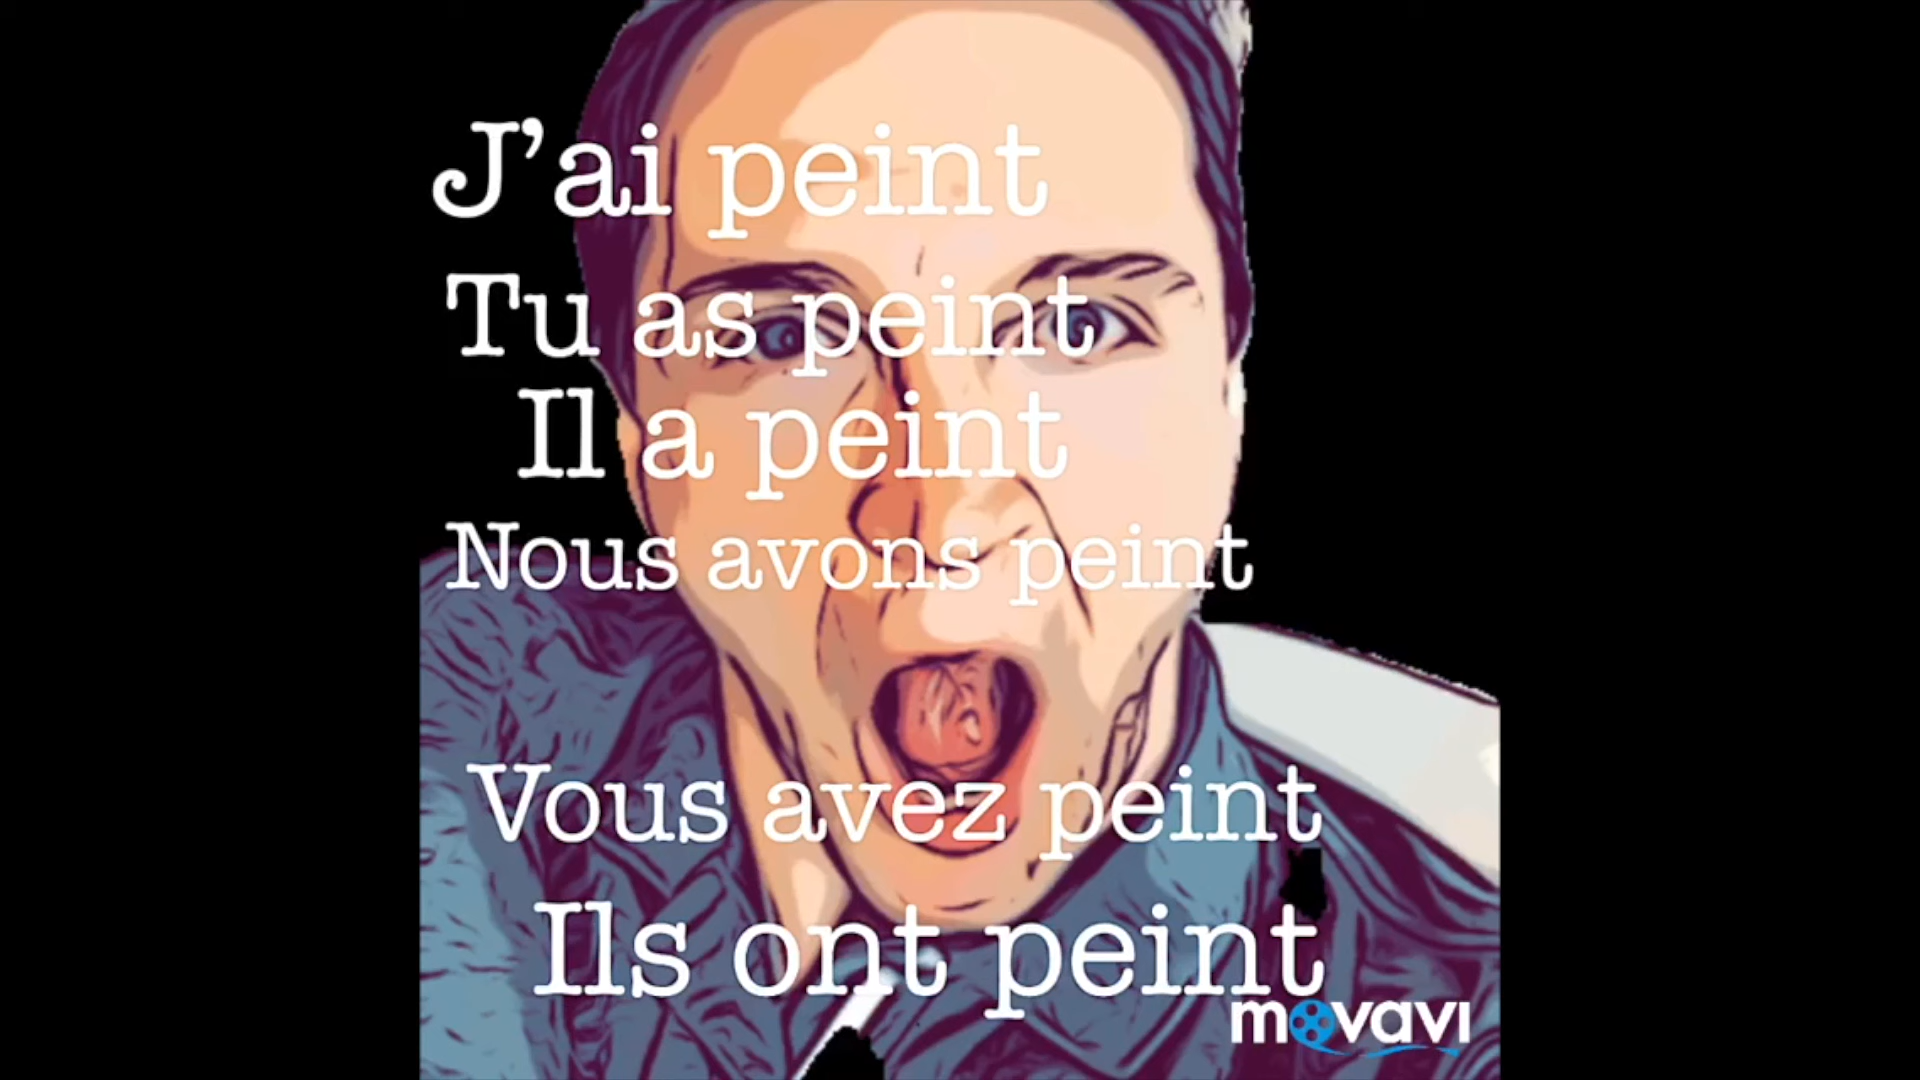 J’ai peint
Tu as peint
Il a peint
Nous avons peint
Vous avez peint
Ils ont peint
movavi